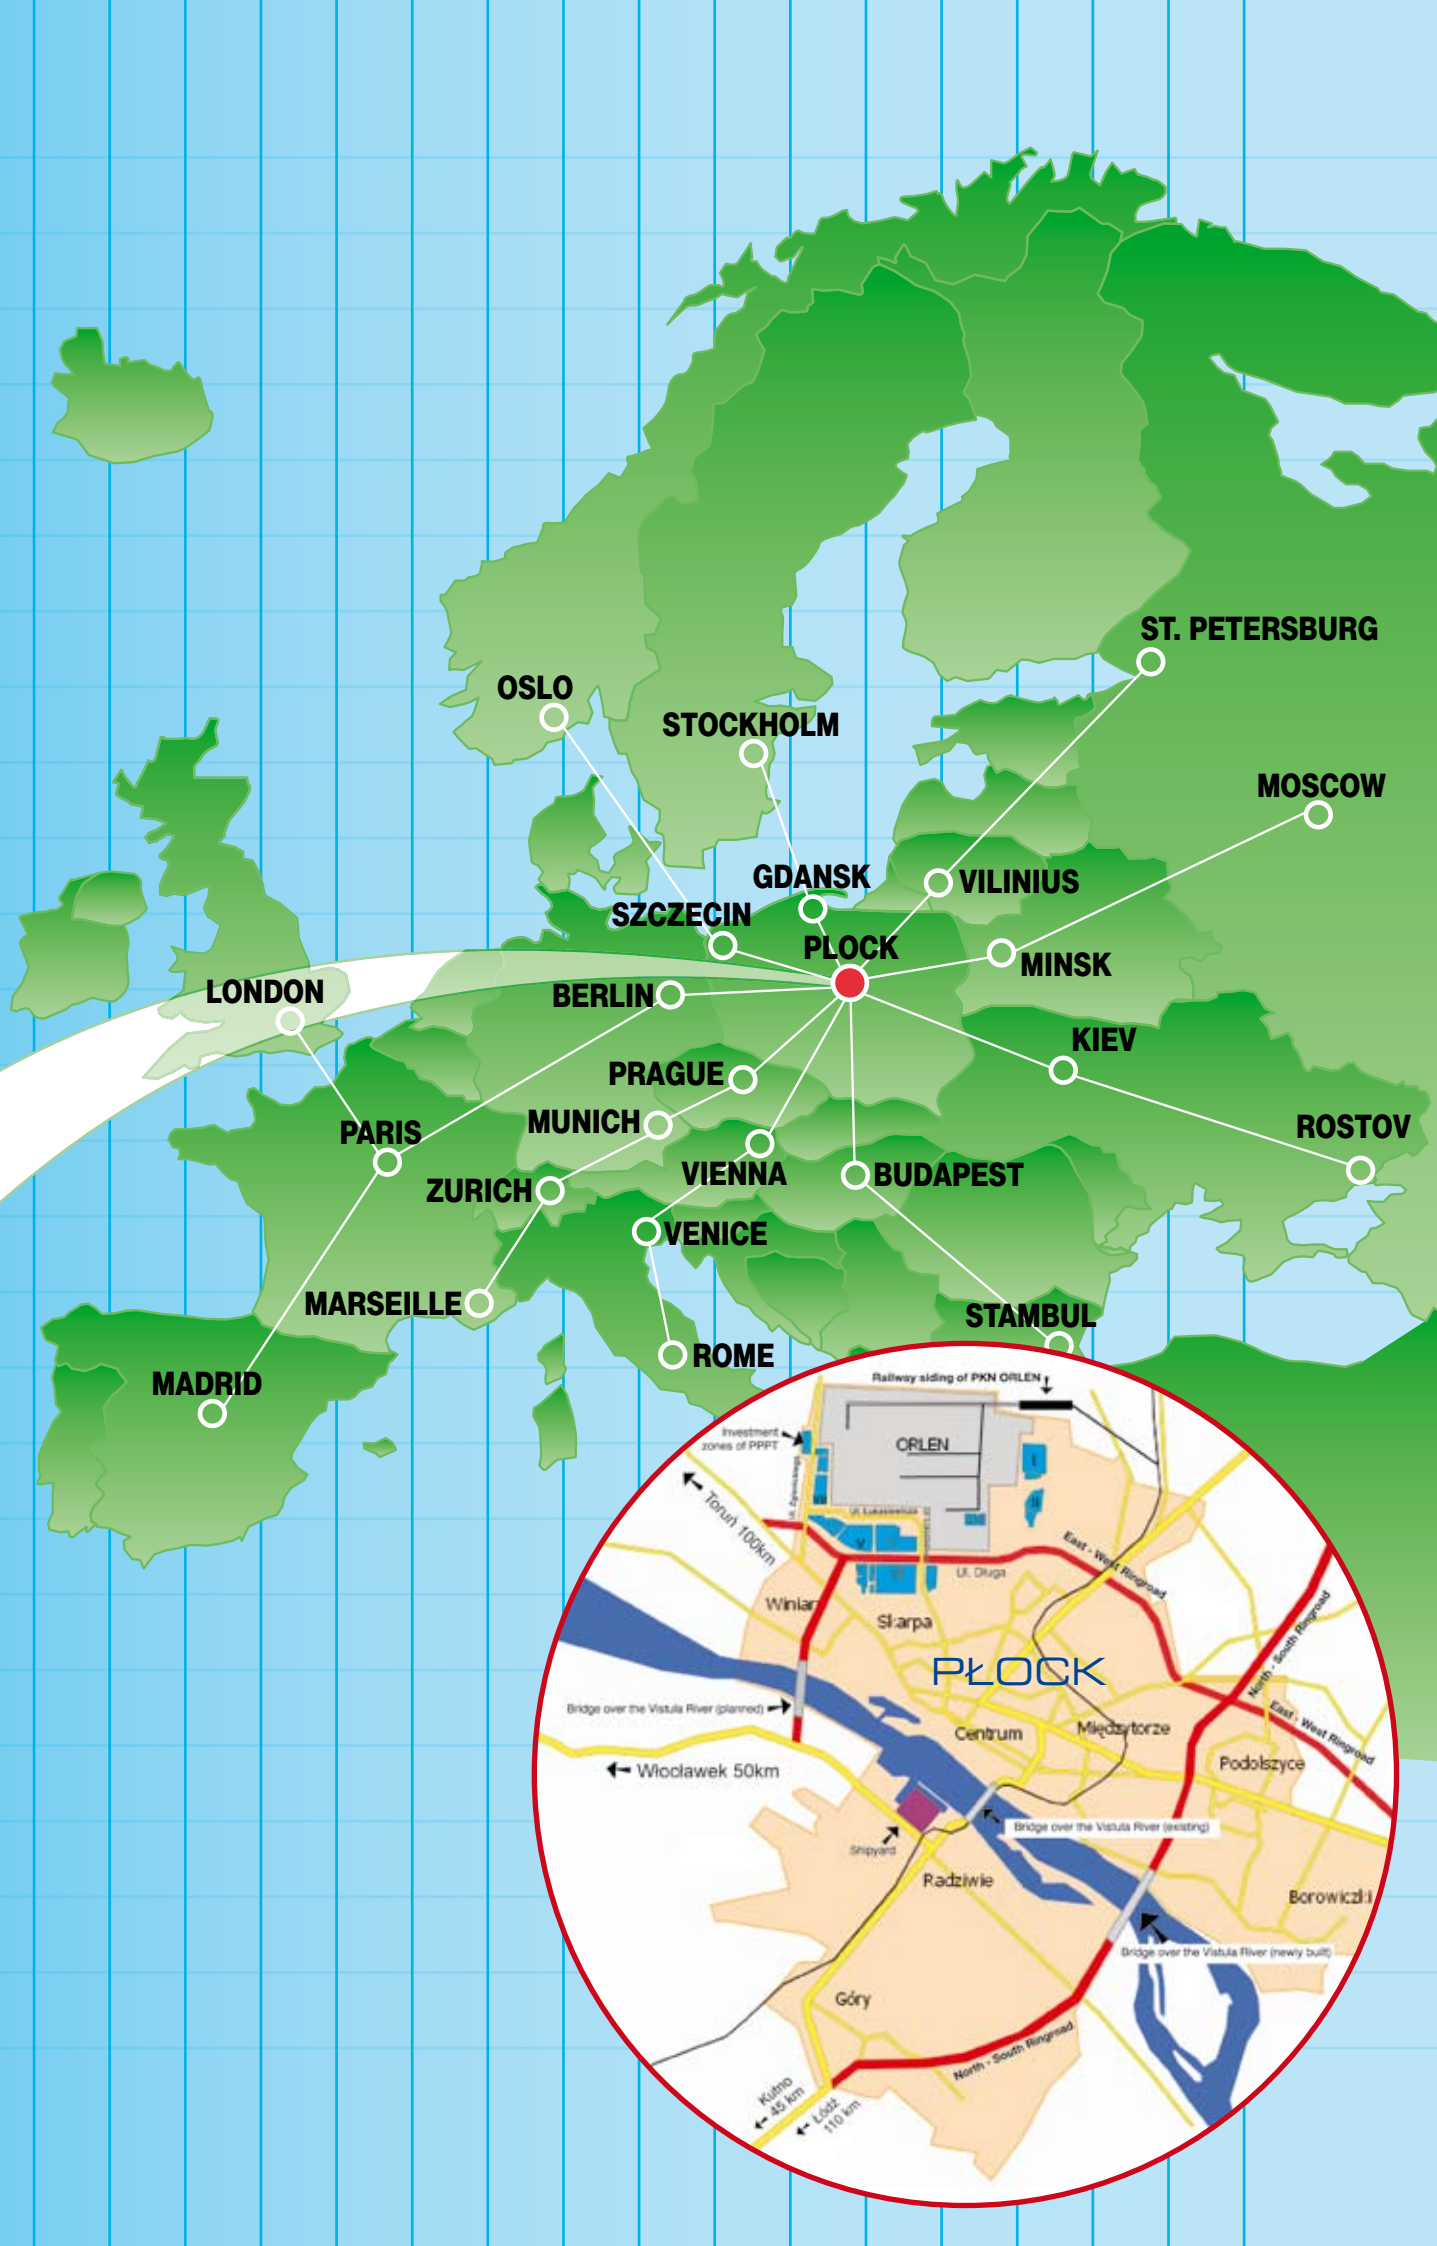 ST. PETERSBURG
OSLO
STOCKHOLM
MOSCOW
GDANSK
VILINIUS
SZCZECIN
PLOCK
MINSK
LONDON
BERLIN
KIEV
PRAGUE
MUNICH
PARIS
ROSTOV
VIENNA
BUDAPEST
ZURICH
VENICE
MARSEILLE
STAMBUL
ROME
MADRID
Railway siding of PKN ORLEN
Investment
zones of PPPT
ORLEN
I
II
Ul. Zglenickiego
Ul. Łukasiewicza
V
Toruń 100km
East - West Ringroad
Ul. Długa
Winiar
Skarpa
North - South Ringroad
PŁOCK
Bridge over the Vistula River (planned)
Centrum
Międzytorze
East - West Ringroad
Podolszyce
Włocławek 50km
Bridge over the Vistula River (existing)
Shipyard
Radziwie
Borowiczki
Bridge over the Vistula River (newly built)
Góry
North - South Ringroad
Kutno
45 km
Łódź
110 km